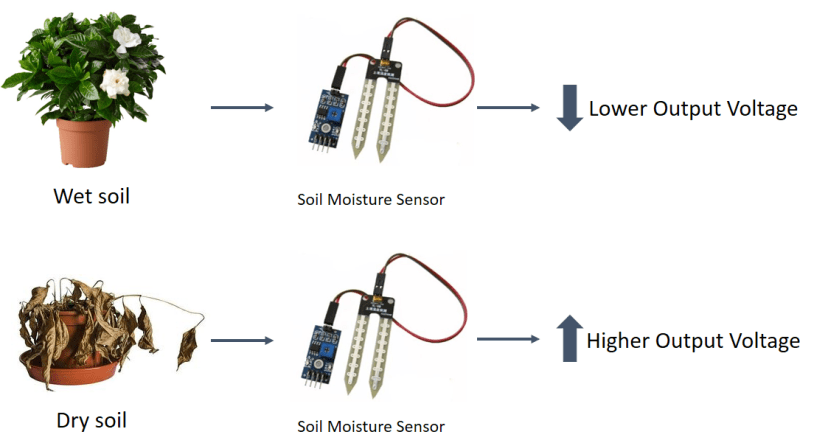 Lower Output Voltage
Wet soil
Soil Moisture Sensor
Higher Output Voltage
Dry soil
Soil Moisture Sensor